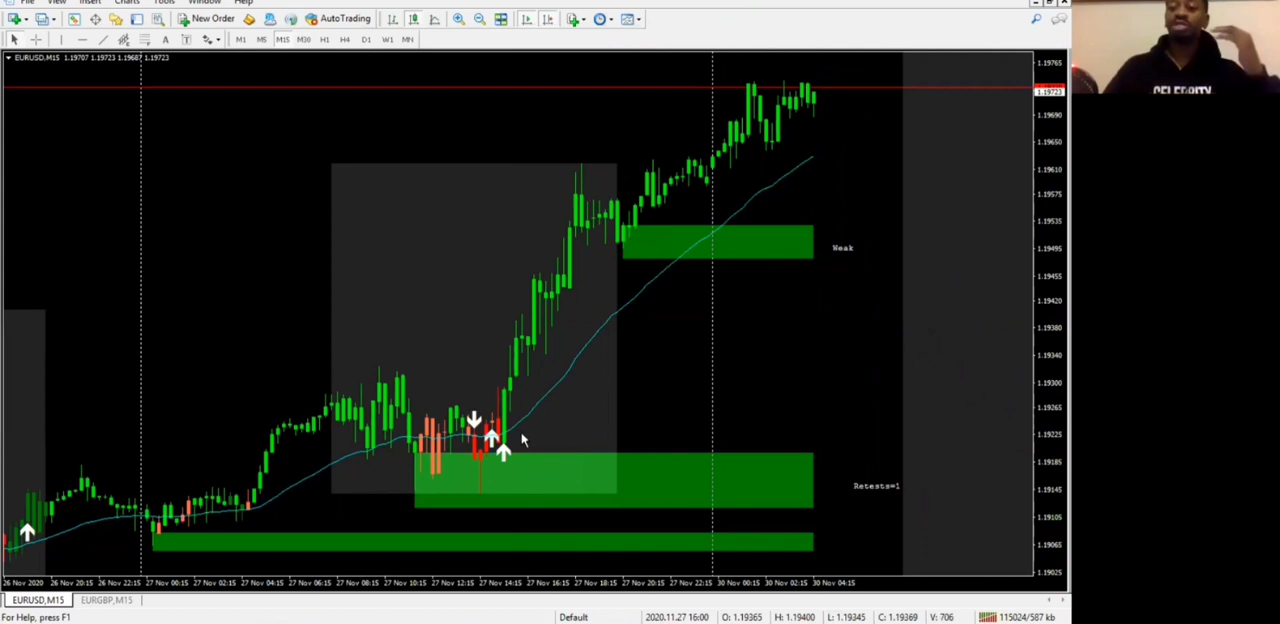 File View Insert Charts Tools Window Help
New Order AutoTrading
M1 M5 M15 M30 H1 H4 D1 W1 MN
EURUSD,M15 1.19707 1.19723 1.19687 1.19723
1.19765
1.19723
1.19690
1.19610
1.19575
1.19535
1.19495
1.19455
1.19420
1.19380
1.19340
1.19300
1.19265
1.19225
1.19185
1.19145
1.19105
1.19065
1.19025
CELEBRITY
Weak
Retests=1
26 Nov 2020 26 Nov 20:15 26 Nov 22:15 27 Nov 00:15 27 Nov 02:15 27 Nov 04:15 27 Nov 06:15 27 Nov 08:15 27 Nov 10:15 27 Nov 12:15 27 Nov 14:15 27 Nov 16:15 27 Nov 18:15 27 Nov 20:15 27 Nov 22:15 30 Nov 00:15 30 Nov 02:15 30 Nov 04:15
EURUSD,M15 EURGBP,M15
For Help, press F1 Default 2020.11.27 16:00 O: 1.19365 H: 1.19400 L: 1.19345 C: 1.19369 V: 706 115024/587 kb